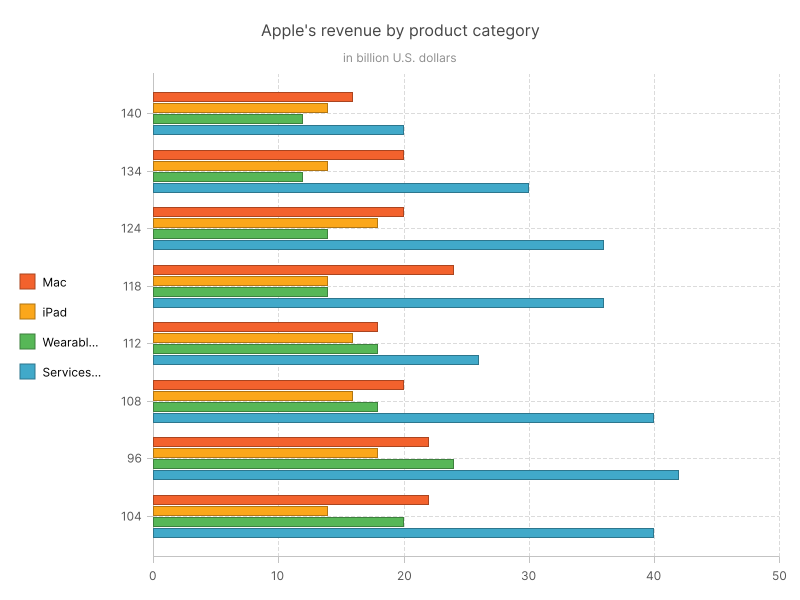 Apple's revenue by product category
in billion U.S. dollars
140
134
124
118
112
108
96
104
Mac
iPad
Wearabl...
Services...
0 10 20 30 40 50